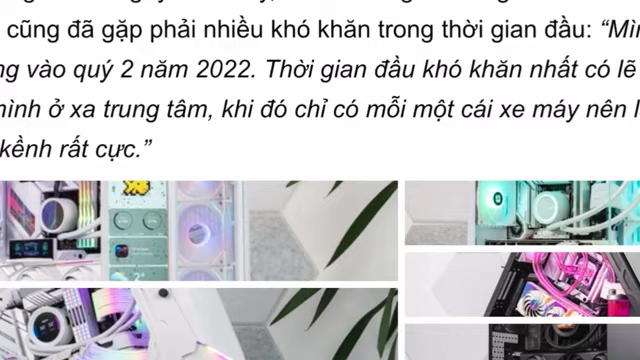 cũng đã gặp phải nhiều khó khăn trong thời gian đầu: “Mìn
ng vào quý 2 năm 2022. Thời gian đầu khó khăn nhất có lẽ
mình ở xa trung tâm, khi đó chỉ có mỗi một cái xe máy nên
kềnh rất cực.”